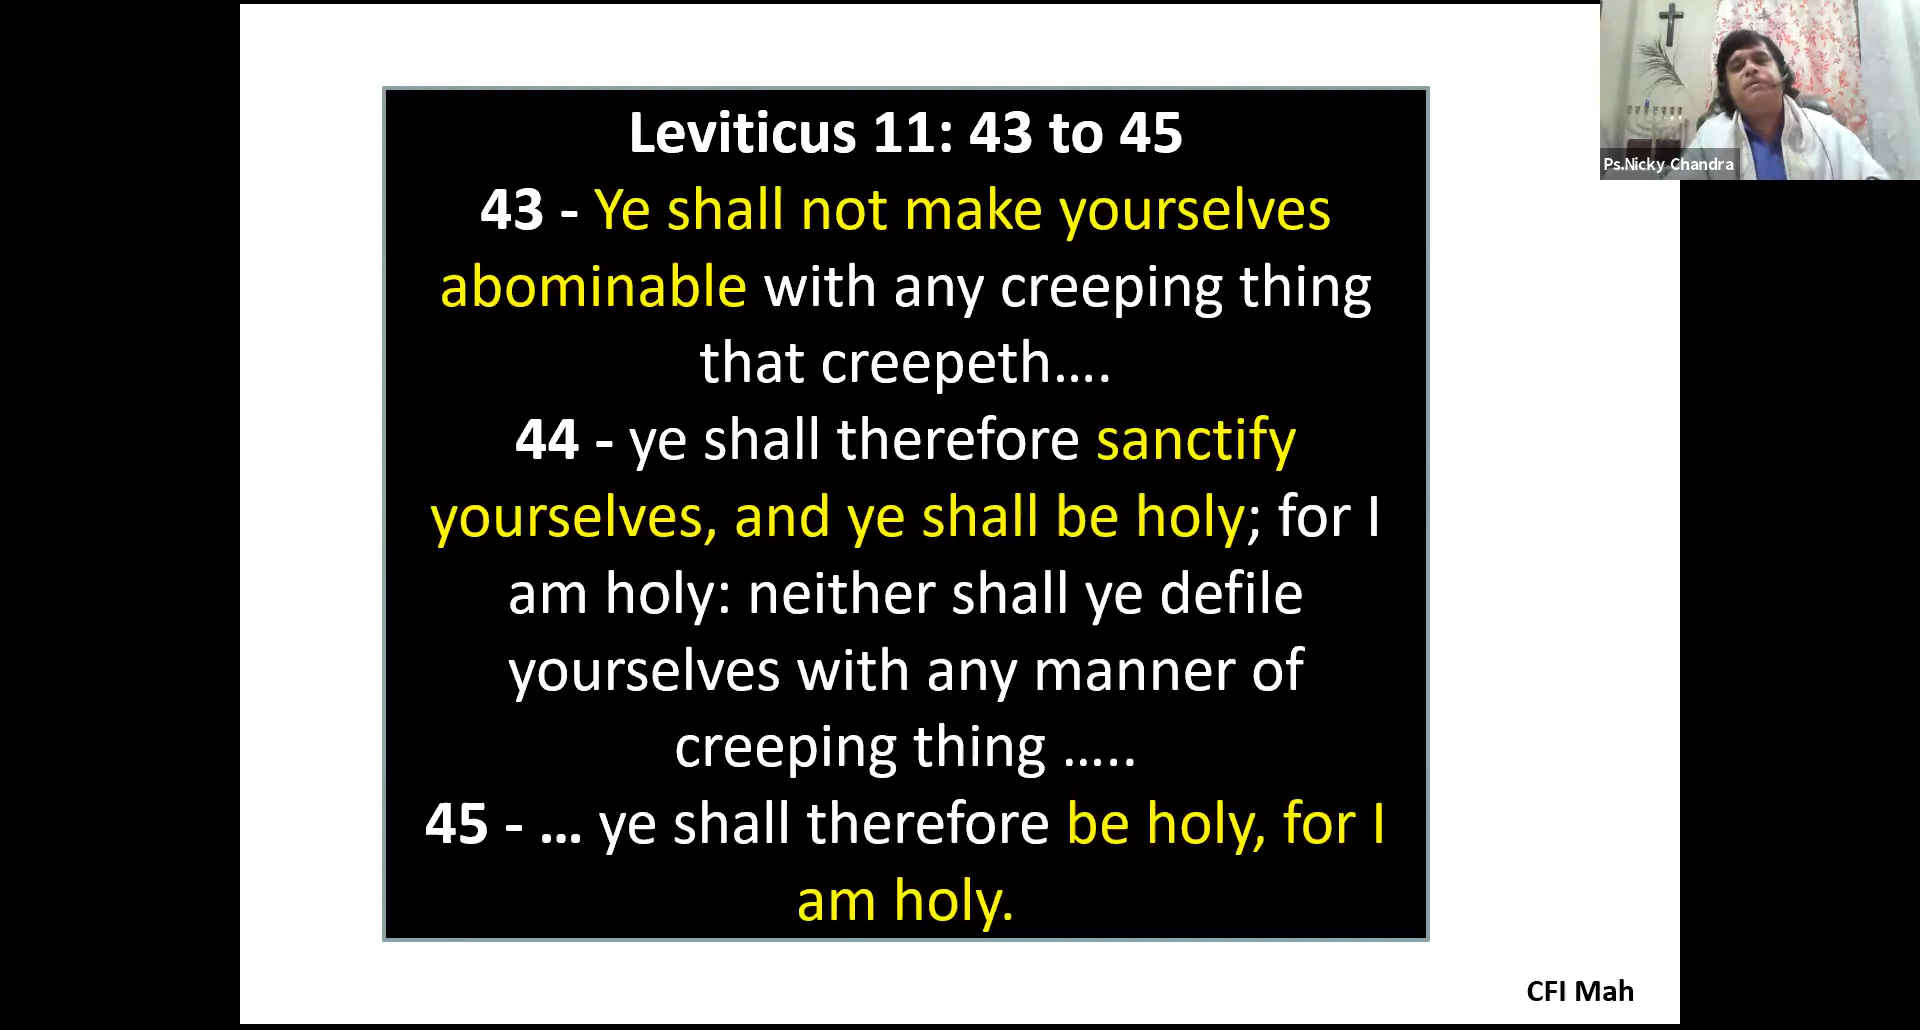 Leviticus 11: 43 to 45
43 - Ye shall not make yourselves
abominable with any creeping thing
that creepeth....
44 - ye shall therefore sanctify
yourselves, and ye shall be holy; for I
am holy: neither shall ye defile
yourselves with any manner of
creeping thing .....
45 - ... ye shall therefore be holy, for I
am holy.
CFI Mah
Ps.Nicky Chandra